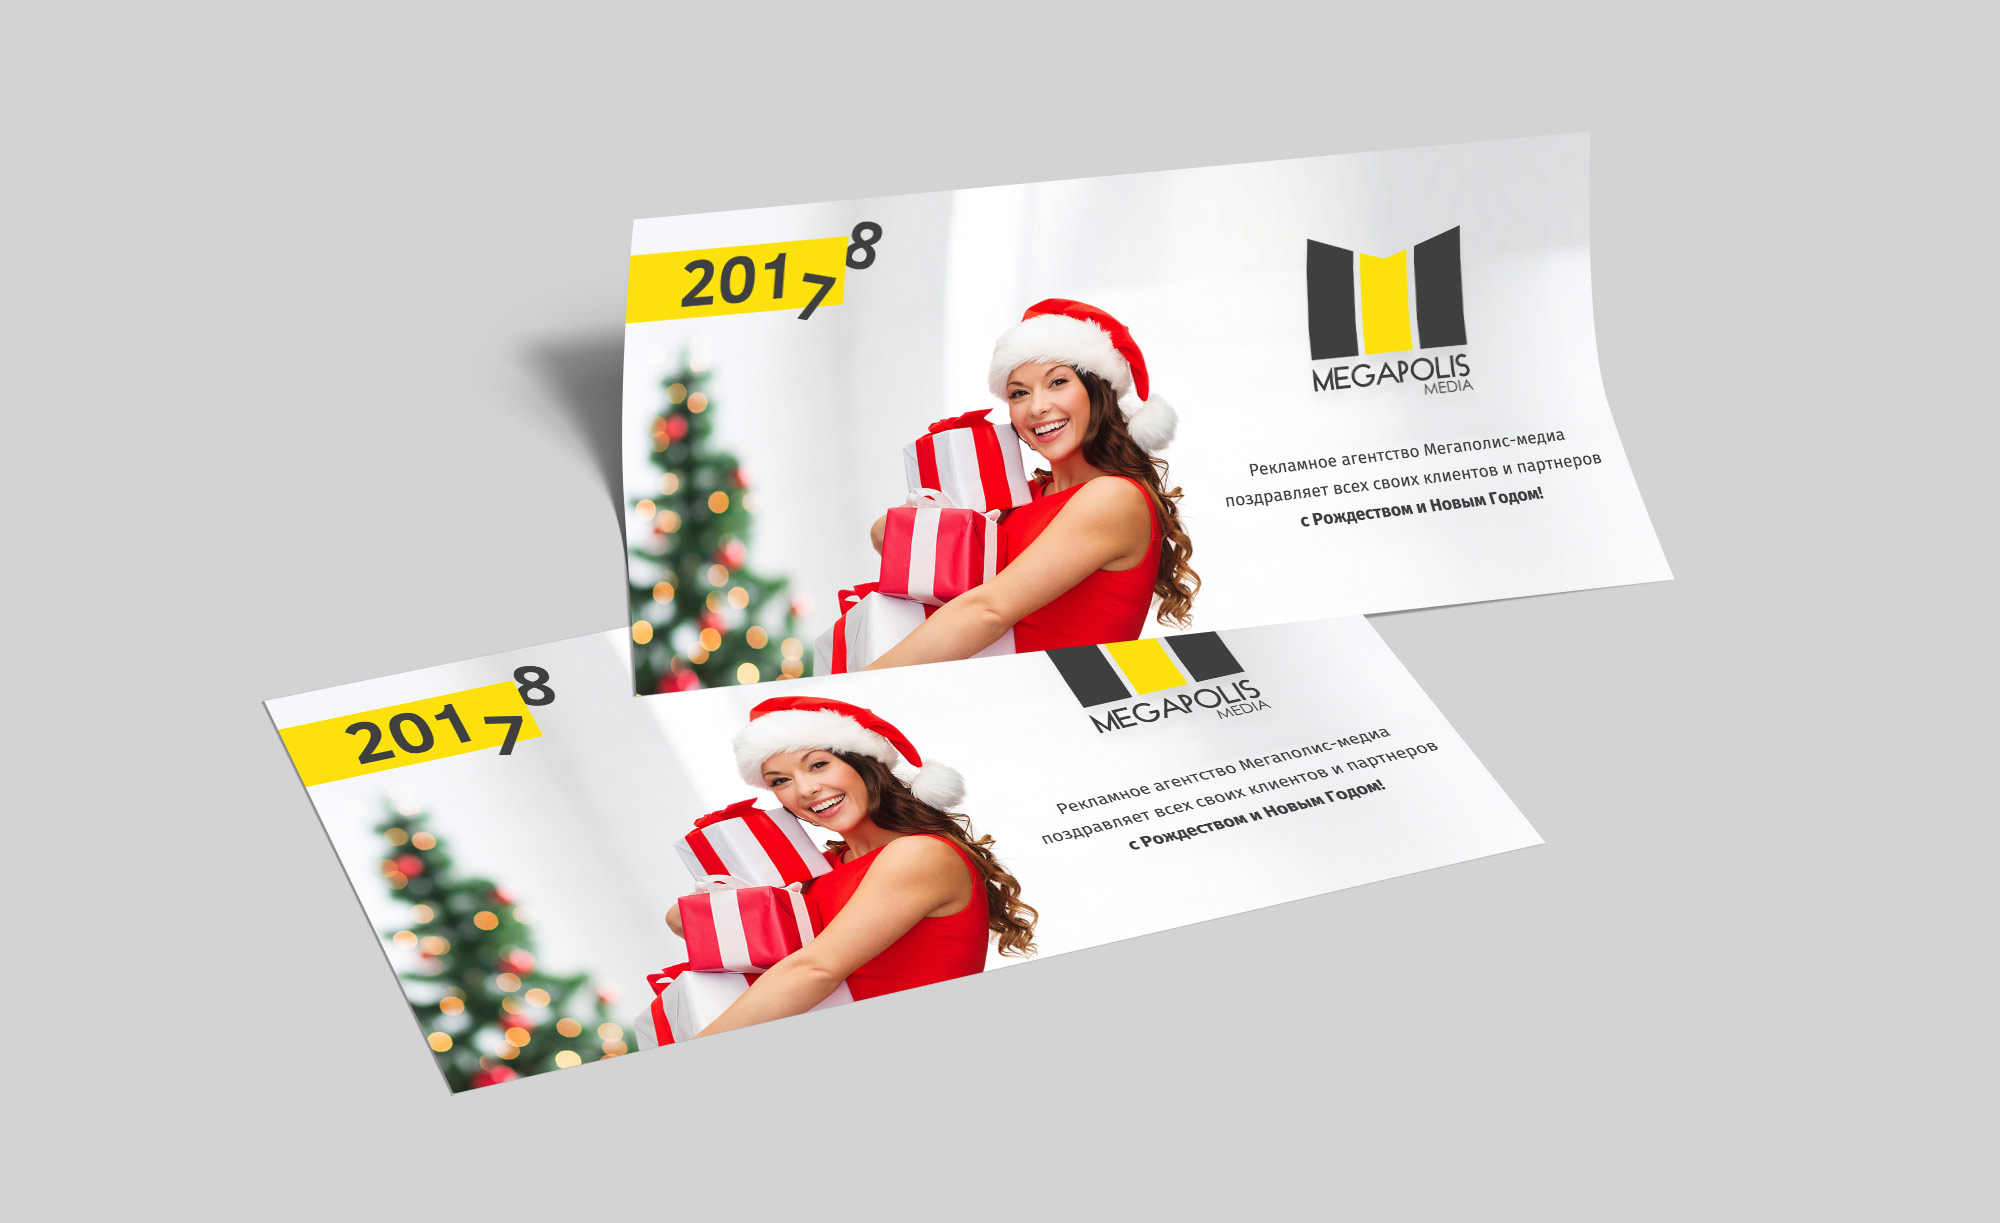 2017
8
MEGAPOLIS
MEDIA
Рекламное агентство Мегаполис-медиа
поздравляет всех своих клиентов и партнеров
с Рождеством и Новым Годом!
2017
8
MEGAPOLIS
MEDIA
Рекламное агентство Мегаполис-медиа
поздравляет всех своих клиентов и партнеров
с Рождеством и Новым Годом!